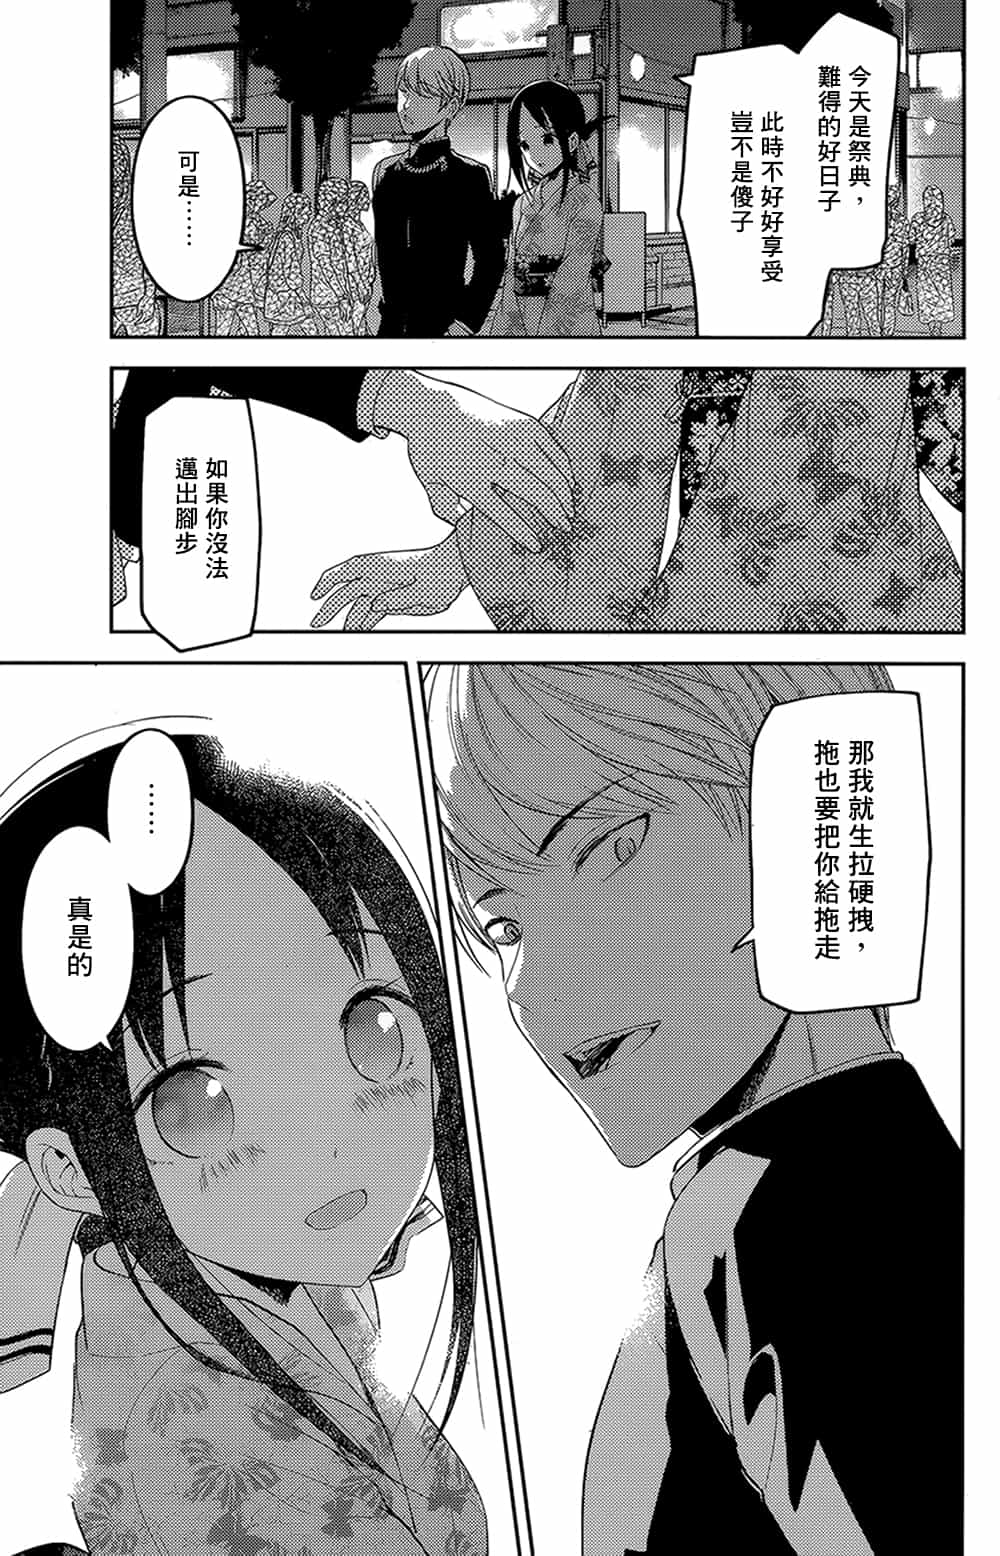 今天是祭典，
難得的好日子
此時不好好享受
豈不是傻子
可是……
如果你沒法
邁出腳步
那我就生拉硬拽，
拖也要把你給拖走
……
真是的